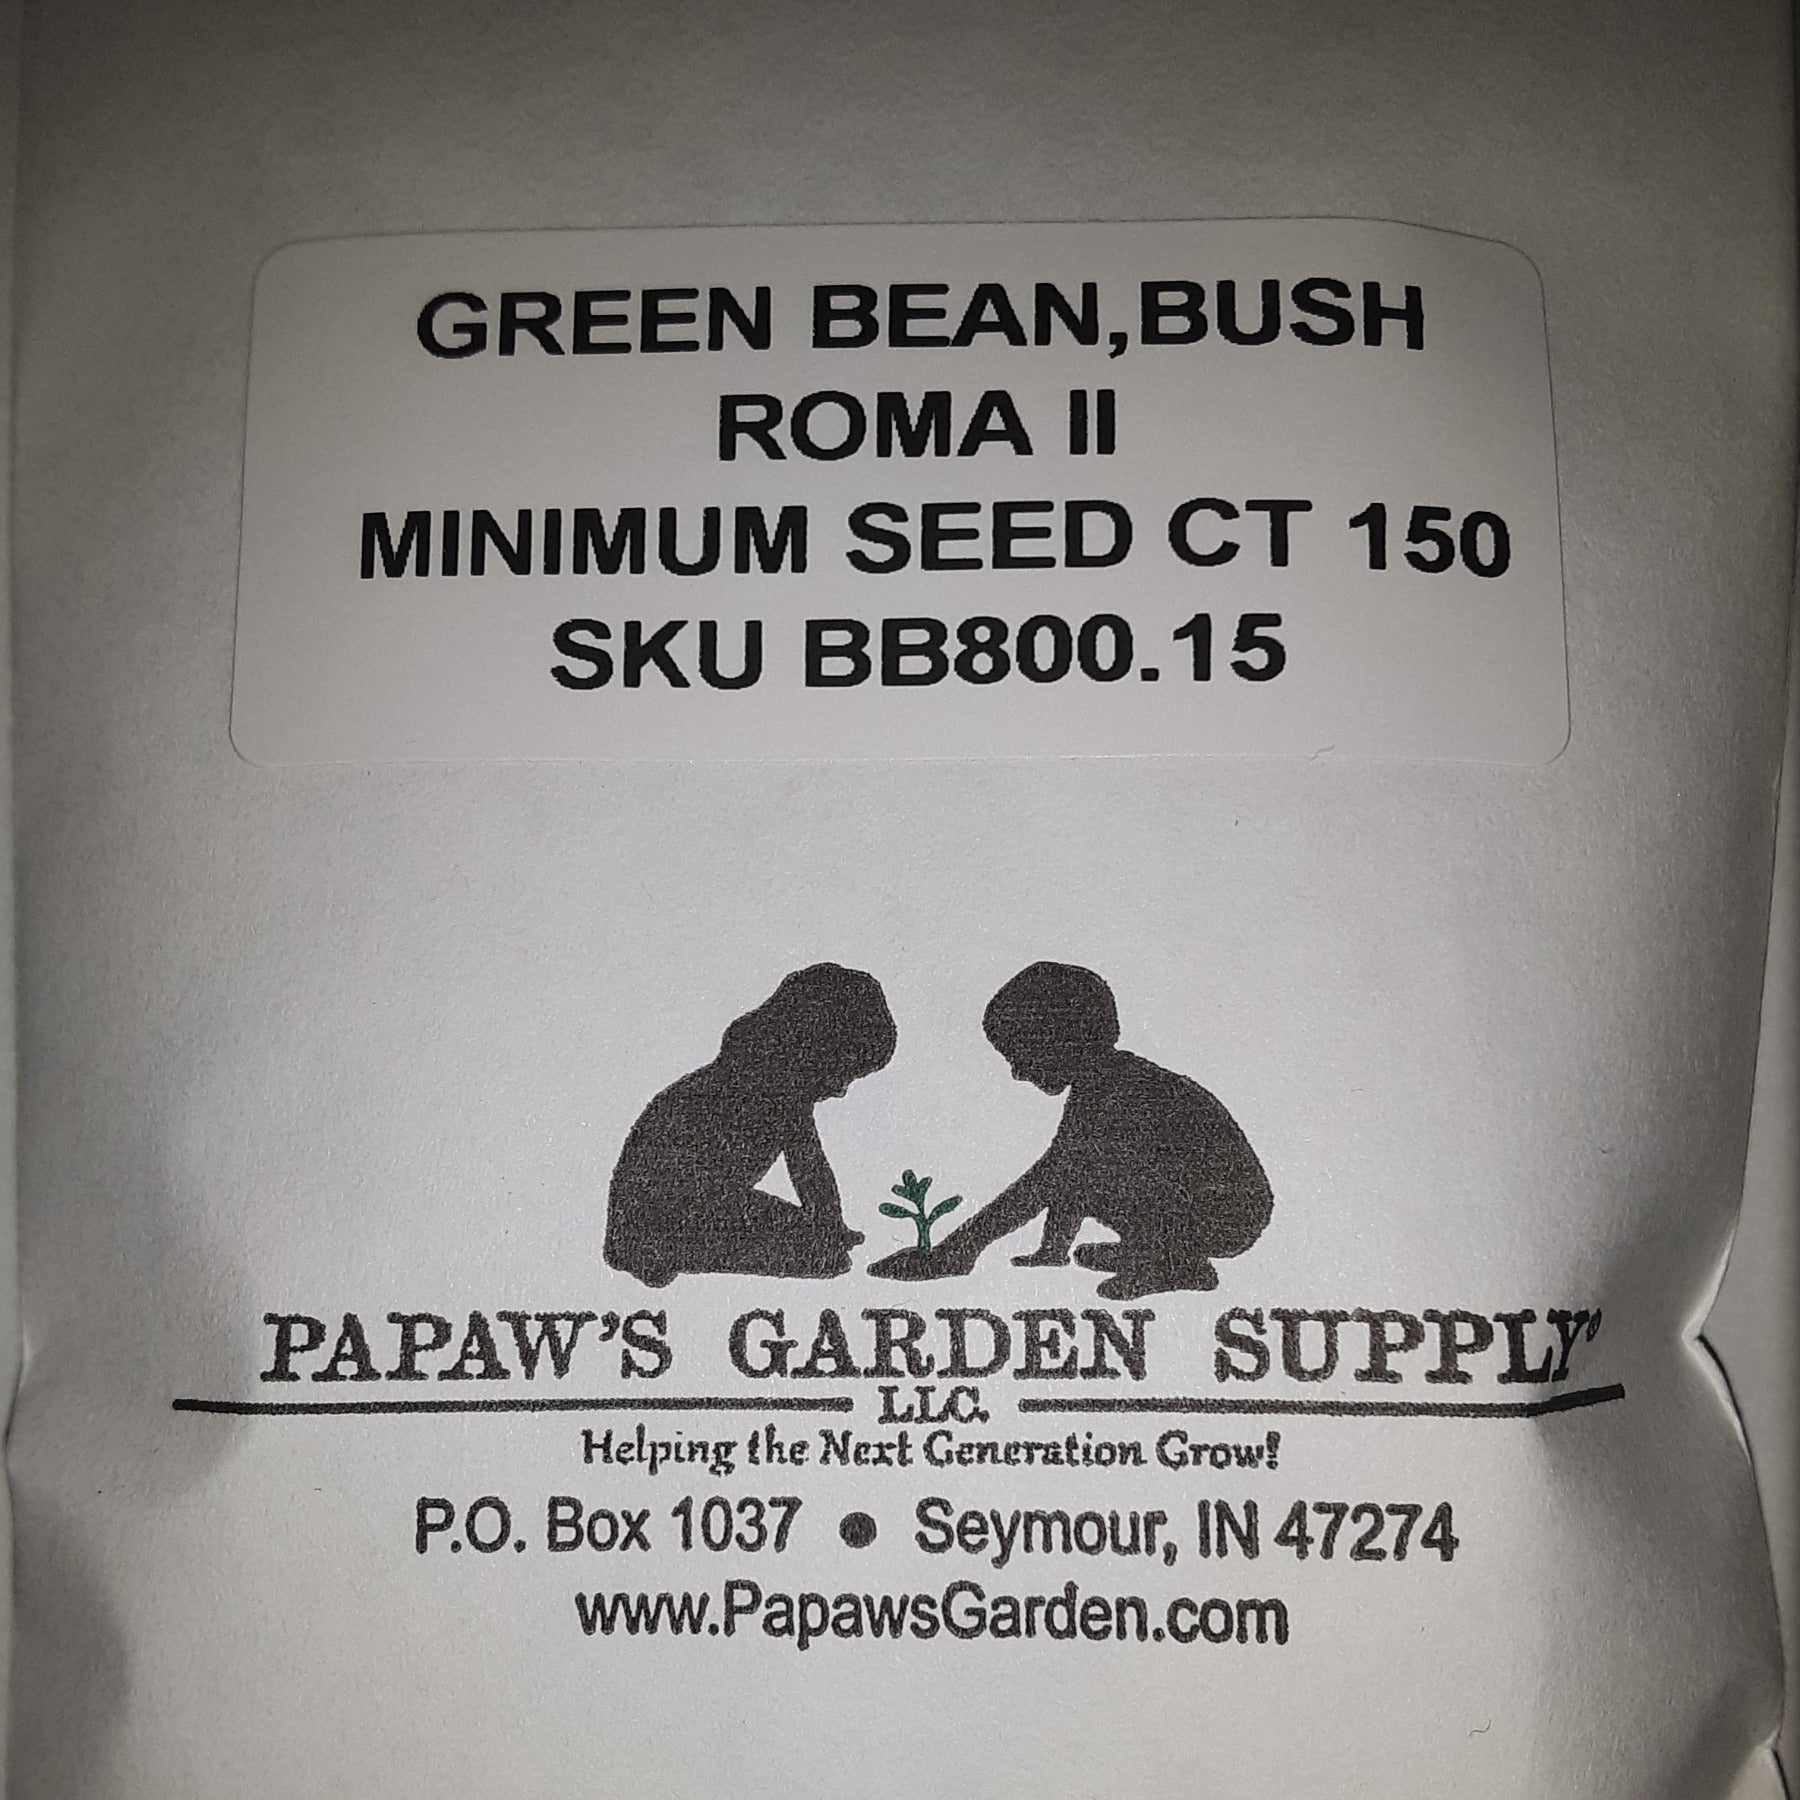 GREEN BEAN,BUSH
ROMA II
MINIMUM SEED CT 150
SKU BB800.15
PAPAW'S GARDEN SUPPLY®
LLC.
Helping the Next Generation Grow!
P.O. Box 1037 ● Seymour, IN 47274
www.PapawsGarden.com